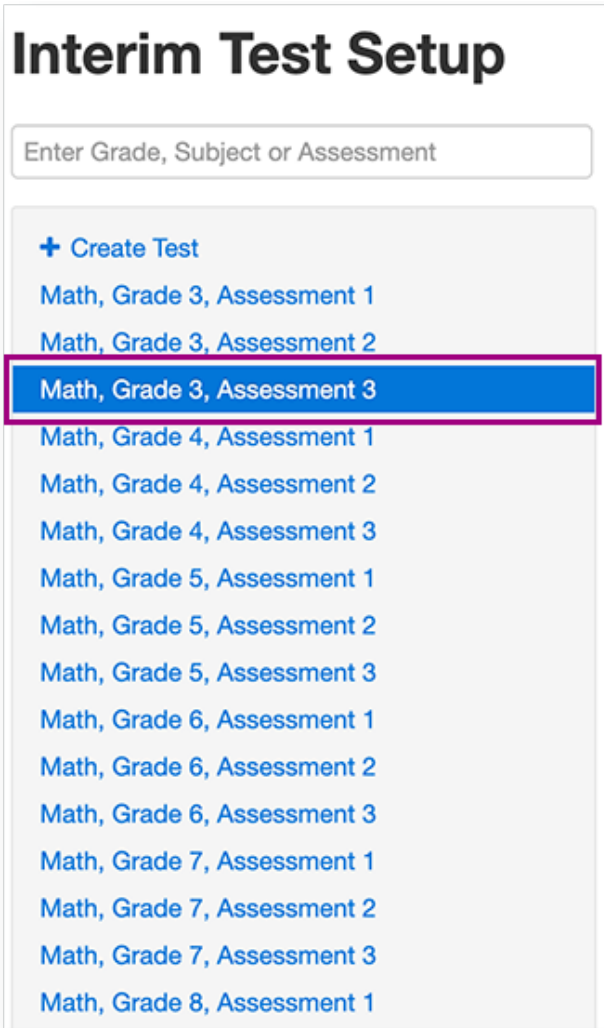 Interim Test Setup
Enter Grade, Subject or Assessment
+ Create Test
Math, Grade 3, Assessment 1
Math, Grade 3, Assessment 2
Math, Grade 3, Assessment 3
Math, Grade 4, Assessment 1
Math, Grade 4, Assessment 2
Math, Grade 4, Assessment 3
Math, Grade 5, Assessment 1
Math, Grade 5, Assessment 2
Math, Grade 5, Assessment 3
Math, Grade 6, Assessment 1
Math, Grade 6, Assessment 2
Math, Grade 6, Assessment 3
Math, Grade 7, Assessment 1
Math, Grade 7, Assessment 2
Math, Grade 7, Assessment 3
Math, Grade 8, Assessment 1